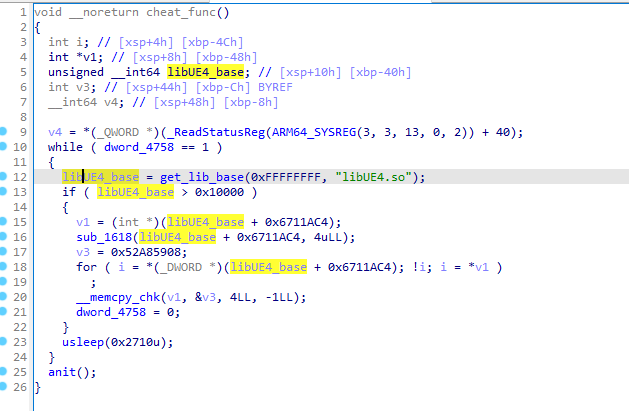 1 void __noreturn cheat_func()
2 {
3 int i; // [xsp+4h] [xbp-4Ch]
4 int *v1; // [xsp+8h] [xbp-48h]
5 unsigned __int64 libUE4_base; // [xsp+10h] [xbp-40h]
6 int v3; // [xsp+44h] [xbp-Ch] BYREF
7 __int64 v4; // [xsp+48h] [xbp-8h]
8
9 v4 = *(_QWORD *)(_ReadStatusReg(ARM64_SYSREG(3, 3, 13, 0, 2)) + 40);
10 while ( dword_4758 == 1 )
11 {
12 libUE4_base = get_lib_base(0xFFFFFFFF, "libUE4.so");
13 if ( libUE4_base > 0x10000 )
14 {
15 v1 = (int *)(libUE4_base + 0x6711AC4);
16 sub_1618(libUE4_base + 0x6711AC4, 4uLL);
17 v3 = 0x52A85908;
18 for ( i = *(_DWORD *)(libUE4_base + 0x6711AC4); !i; i = *v1 )
19 ;
20 __memcpy_chk(v1, &v3, 4LL, -1LL);
21 dword_4758 = 0;
22 }
23 usleep(0x2710u);
24 }
25 anit();
26 }